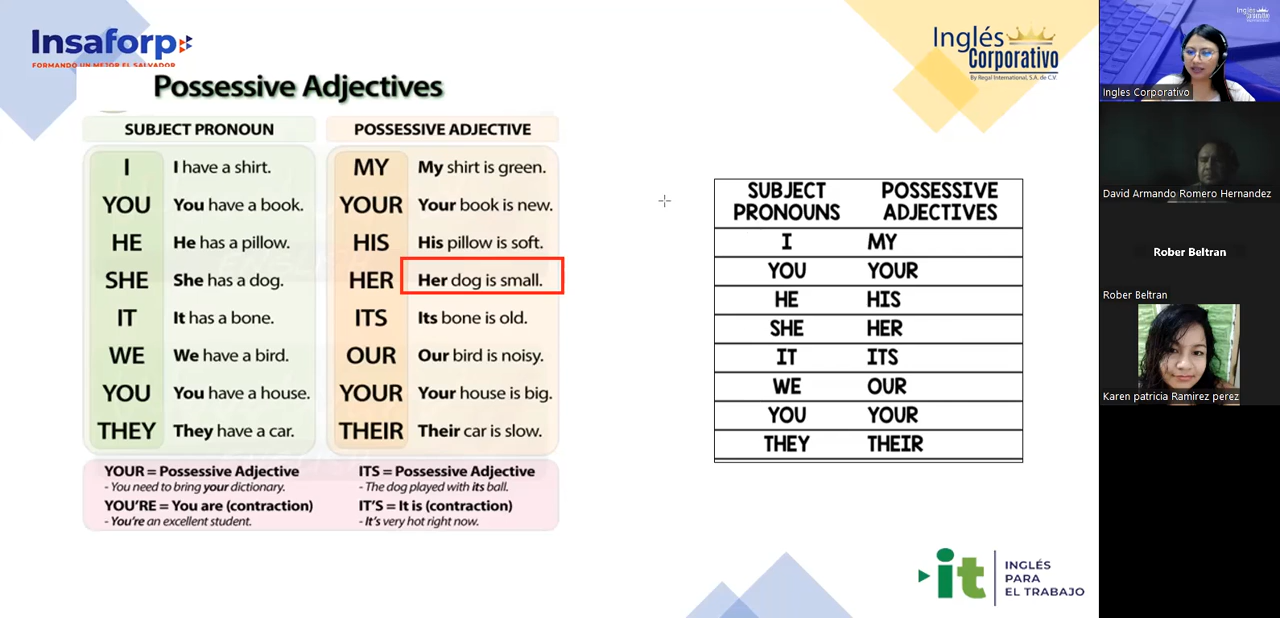 Insaforp
FORMANDO UN MEJOR EL SALVADOR
Inglés
Corporativo
By Regal International, S.A. de C.V.
Possessive Adjectives
SUBJECT PRONOUN
POSSESSIVE ADJECTIVE
I I have a shirt. MY My shirt is green.
YOU You have a book. YOUR Your book is new.
HE He has a pillow. HIS His pillow is soft.
SHE She has a dog. HER Her dog is small.
IT It has a bone. ITS Its bone is old.
WE We have a bird. OUR Our bird is noisy.
YOU You have a house. YOUR Your house is big.
THEY They have a car. THEIR Their car is slow.
YOUR = Possessive Adjective
- You need to bring your dictionary.
YOU'RE = You are (contraction)
- You're an excellent student.
ITS = Possessive Adjective
- The dog played with its ball.
IT'S = It is (contraction)
- It's very hot right now.
SUBJECT PRONOUNS
POSSESSIVE ADJECTIVES
I MY
YOU YOUR
HE HIS
SHE HER
IT ITS
WE OUR
YOU YOUR
THEY THEIR
it
INGLÉS
PARA
EL TRABAJO
Ingles Corporativo
David Armando Romero Hernandez
Rober Beltran
Rober Beltran
Karen patricia Ramirez perez